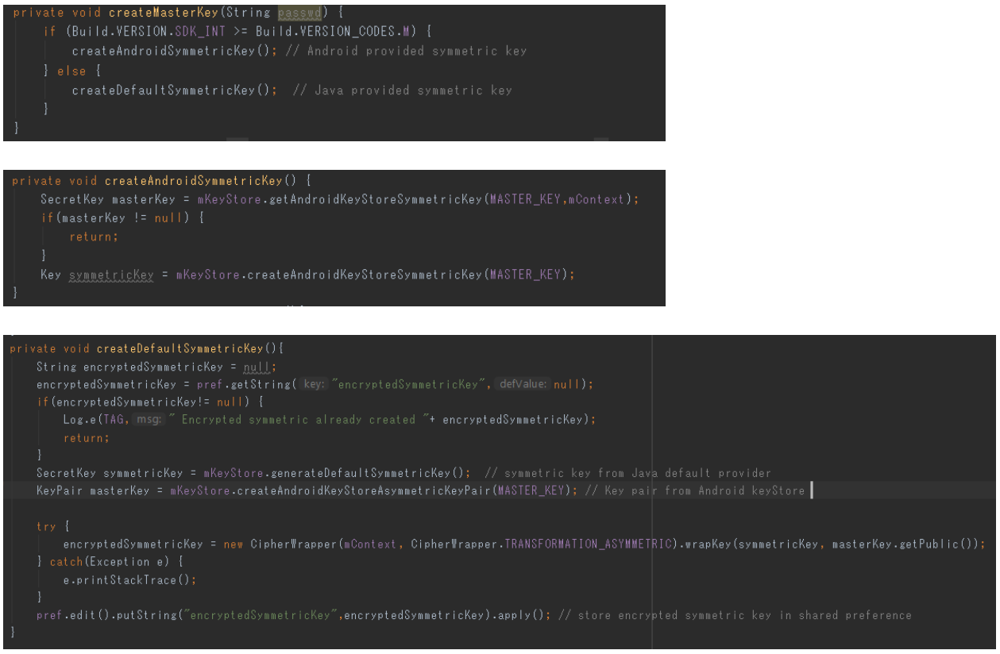 private void createMasterKey(String passwd) {
if (Build.VERSION.SDK_INT >= Build.VERSION_CODES.M) {
createAndroidSymmetricKey(); // Android provided symmetric key
} else {
createDefaultSymmetricKey(); // Java provided symmetric key
}
}
private void createAndroidSymmetricKey() {
SecretKey masterKey = mKeyStore.getAndroidKeyStoreSymmetricKey(MASTER_KEY,mContext);
if(masterKey != null) {
return;
}
Key symmetricKey = mKeyStore.createAndroidKeyStoreSymmetricKey(MASTER_KEY);
}
private void createDefaultSymmetricKey(){
String encryptedSymmetricKey = null;
encryptedSymmetricKey = pref.getString( key: "encryptedSymmetricKey", defValue: null);
if(encryptedSymmetricKey!= null) {
Log.e(TAG, msg: " Encrypted symmetric already created "+ encryptedSymmetricKey);
return;
}
SecretKey symmetricKey = mKeyStore.generateDefaultSymmetricKey(); // symmetric key from Java default provider
KeyPair masterKey = mKeyStore.createAndroidKeyStoreAsymmetricKeyPair(MASTER_KEY); // Key pair from Android keyStore
try {
encryptedSymmetricKey = new CipherWrapper(mContext, CipherWrapper.TRANSFORMATION_ASYMMETRIC).wrapKey(symmetricKey, masterKey.getPublic());
} catch(Exception e) {
e.printStackTrace();
}
pref.edit().putString("encryptedSymmetricKey",encryptedSymmetricKey).apply(); // store encrypted symmetric key in shared preference
}